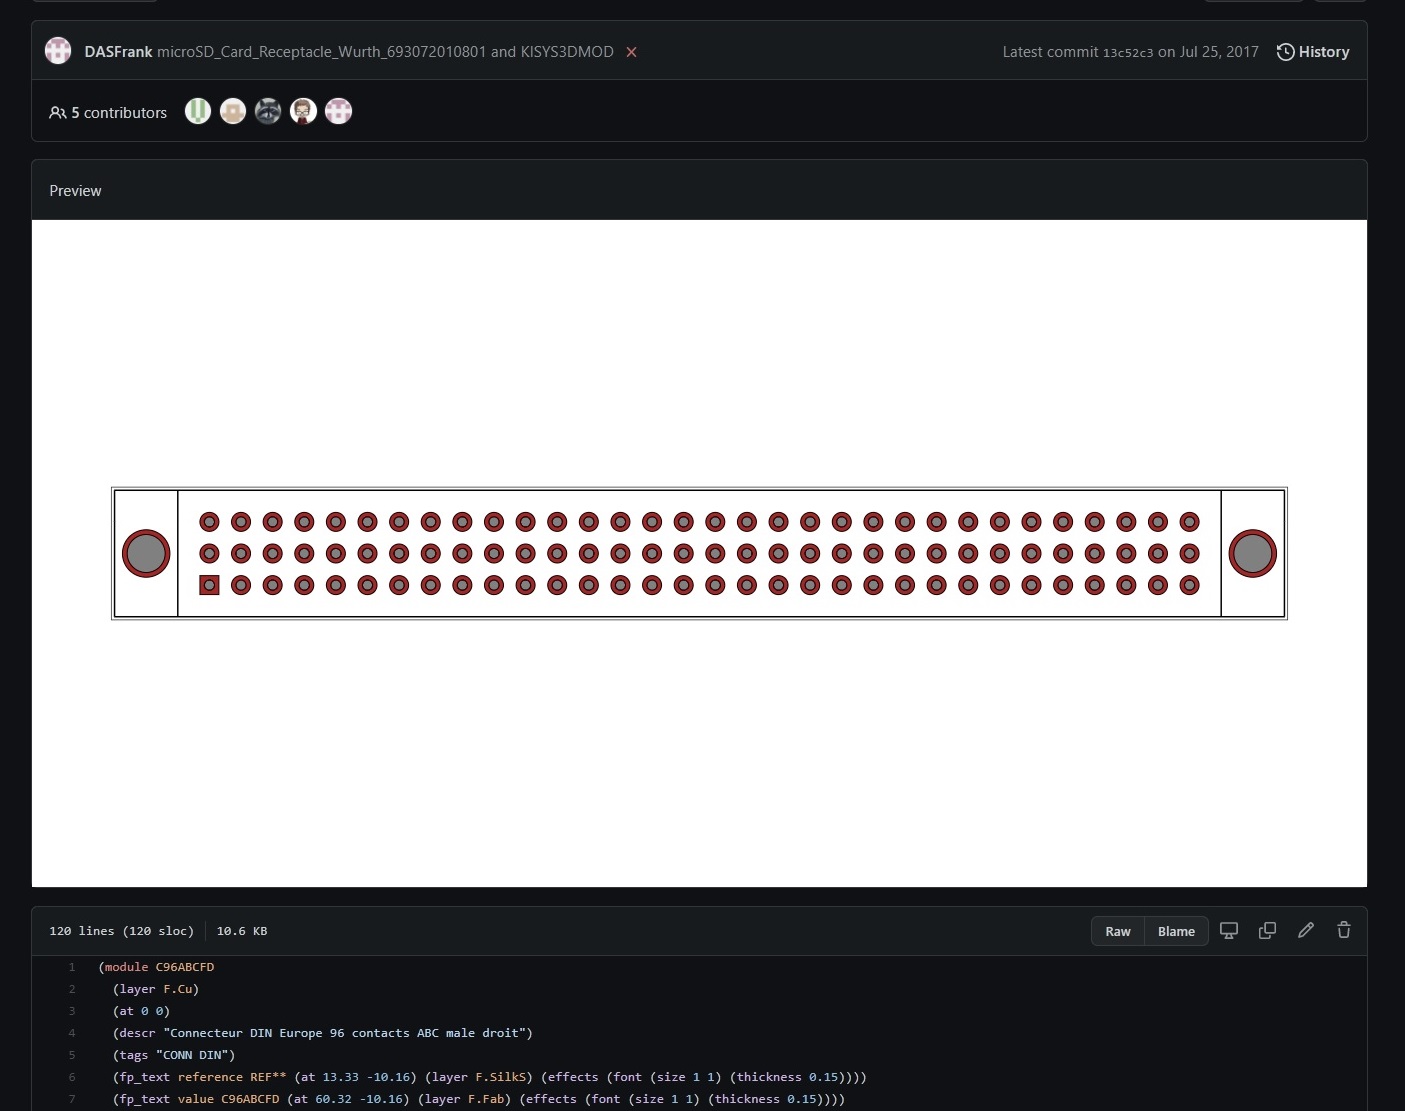 DASFrank microSD_Card_Receptacle_Wurth_693072010801 and KISYS3DMOD Latest commit 13c52c3 on Jul 25, 2017 History
5 contributors
Preview
120 lines (120 sloc) 10.6 KB Raw Blame
1 (module C96ABCFD
2 (layer F.Cu)
3 (at 0 0)
4 (descr "Connecteur DIN Europe 96 contacts ABC male droit")
5 (tags "CONN DIN")
6 (fp_text reference REF** (at 13.33 -10.16) (layer F.SilkS) (effects (font (size 1 1) (thickness 0.15))))
7 (fp_text value C96ABCFD (at 60.32 -10.16) (layer F.Fab) (effects (font (size 1 1) (thickness 0.15))))